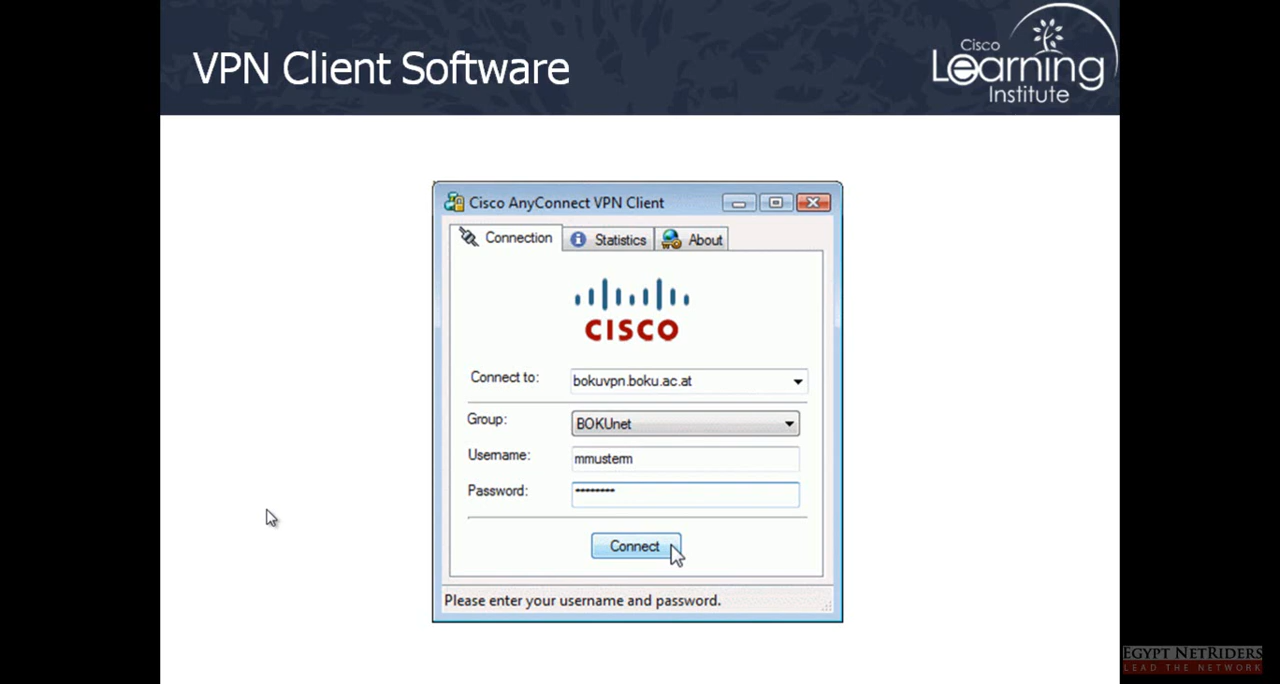 VPN Client Software
Cisco
Learning
Institute
Cisco AnyConnect VPN Client
Connection Statistics About
CISCO
Connect to: bokuvpn.boku.ac.at
Group: BOKUnet
Username: mmusterm
Password: ********
Connect
Please enter your username and password.
EGYPT NETRIDERS
LEAD THE NETWORK